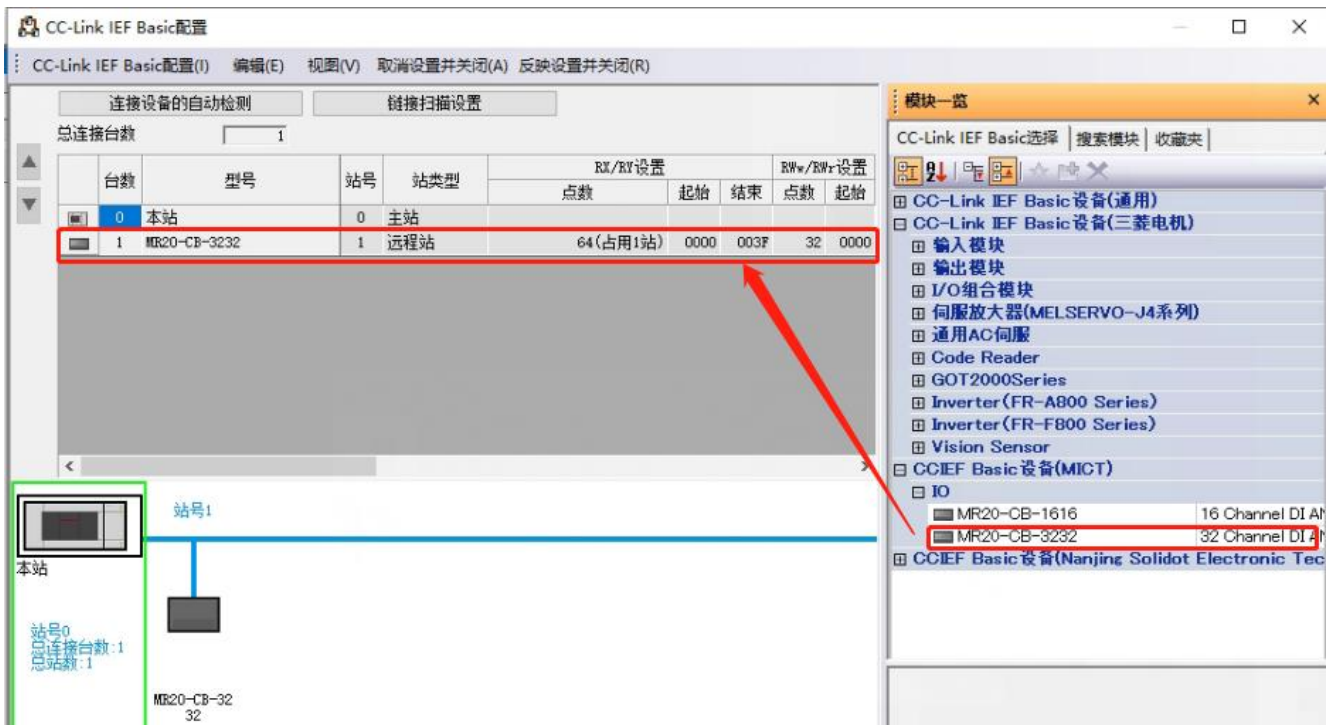 CC-Link IEF Basic配置
CC-Link IEF Basic配置(I) 编辑(E) 视图(V) 取消设置并关闭(A) 反映设置并关闭(R)
连接设备的自动检测 链接扫描设置
总连接台数 1
台数 型号 站号 站类型 RX/RY设置 RWw/RWr设置
点数 起始 结束 点数 起始
0 本站 0 主站
1 MR20-CB-3232 1 远程站 64(占用1站) 0000 003F 32 0000
站号1
本站
站号0
总连接台数:1
总站数:1
MR20-CB-32
32
模块一览
CC-Link IEF Basic选择 搜索模块 收藏夹
CC-Link IEF Basic设备(通用)
CC-Link IEF Basic设备(三菱电机)
输入模块
输出模块
I/O组合模块
伺服放大器(MELSERVO-J4系列)
通用AC伺服
Code Reader
GOT2000Series
Inverter(FR-A800 Series)
Inverter(FR-F800 Series)
Vision Sensor
CCIEF Basic设备(MICT)
IO
MR20-CB-1616 16 Channel DI AN
MR20-CB-3232 32 Channel DI AN
CCIEF Basic设备(Nanjing Solidot Electronic Tec